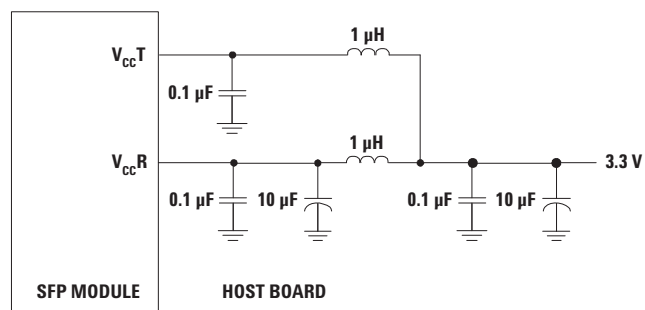 1 µH
VccT
0.1 µF
1 µH
VccR
3.3 V
0.1 µF
10 µF
0.1 µF
10 µF
SFP MODULE
HOST BOARD